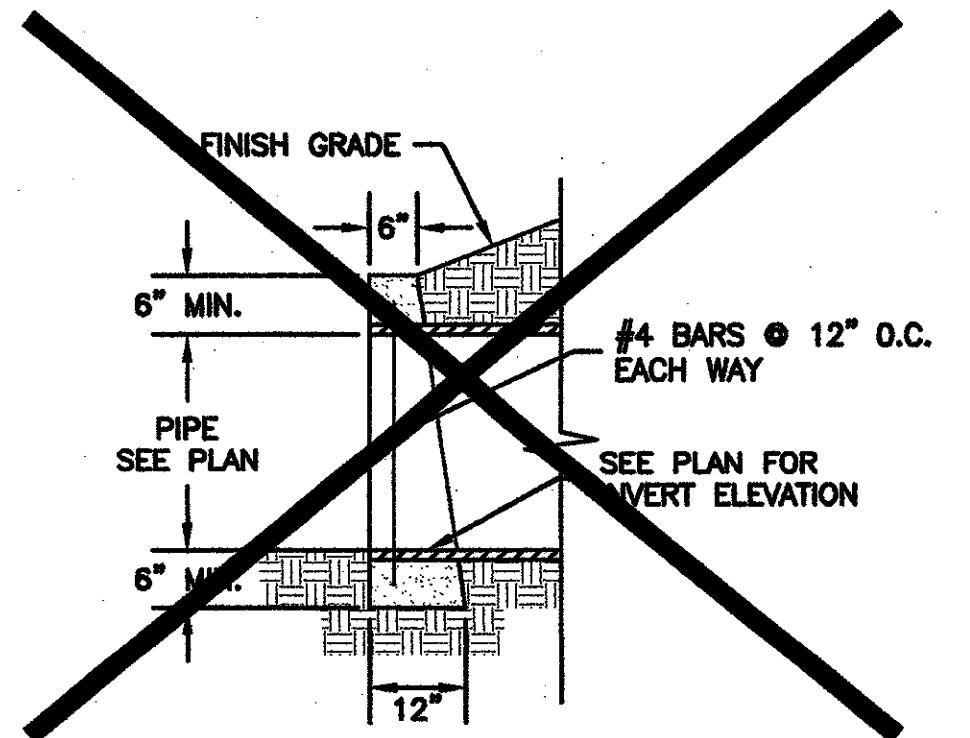 FINISH GRADE
6"
6" MIN.
#4 BARS @ 12" O.C.
EACH WAY
PIPE
SEE PLAN
SEE PLAN FOR
INVERT ELEVATION
6" MIN.
12"